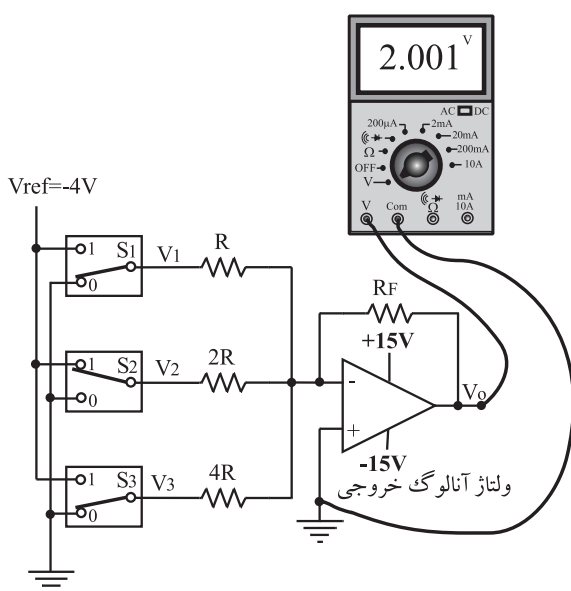 2.001 V
AC DC
200µA 2mA
20mA
Ω 200mA
OFF 10A
V
V Com Ω mA
10A
Vref=-4V
1 S1 V1 R
0
RF
+15V
1 S2 V2 2R
0
-
+
Vo
-15V
1 S3 V3 4R
0
ولتاژ آنالوگ خروجی